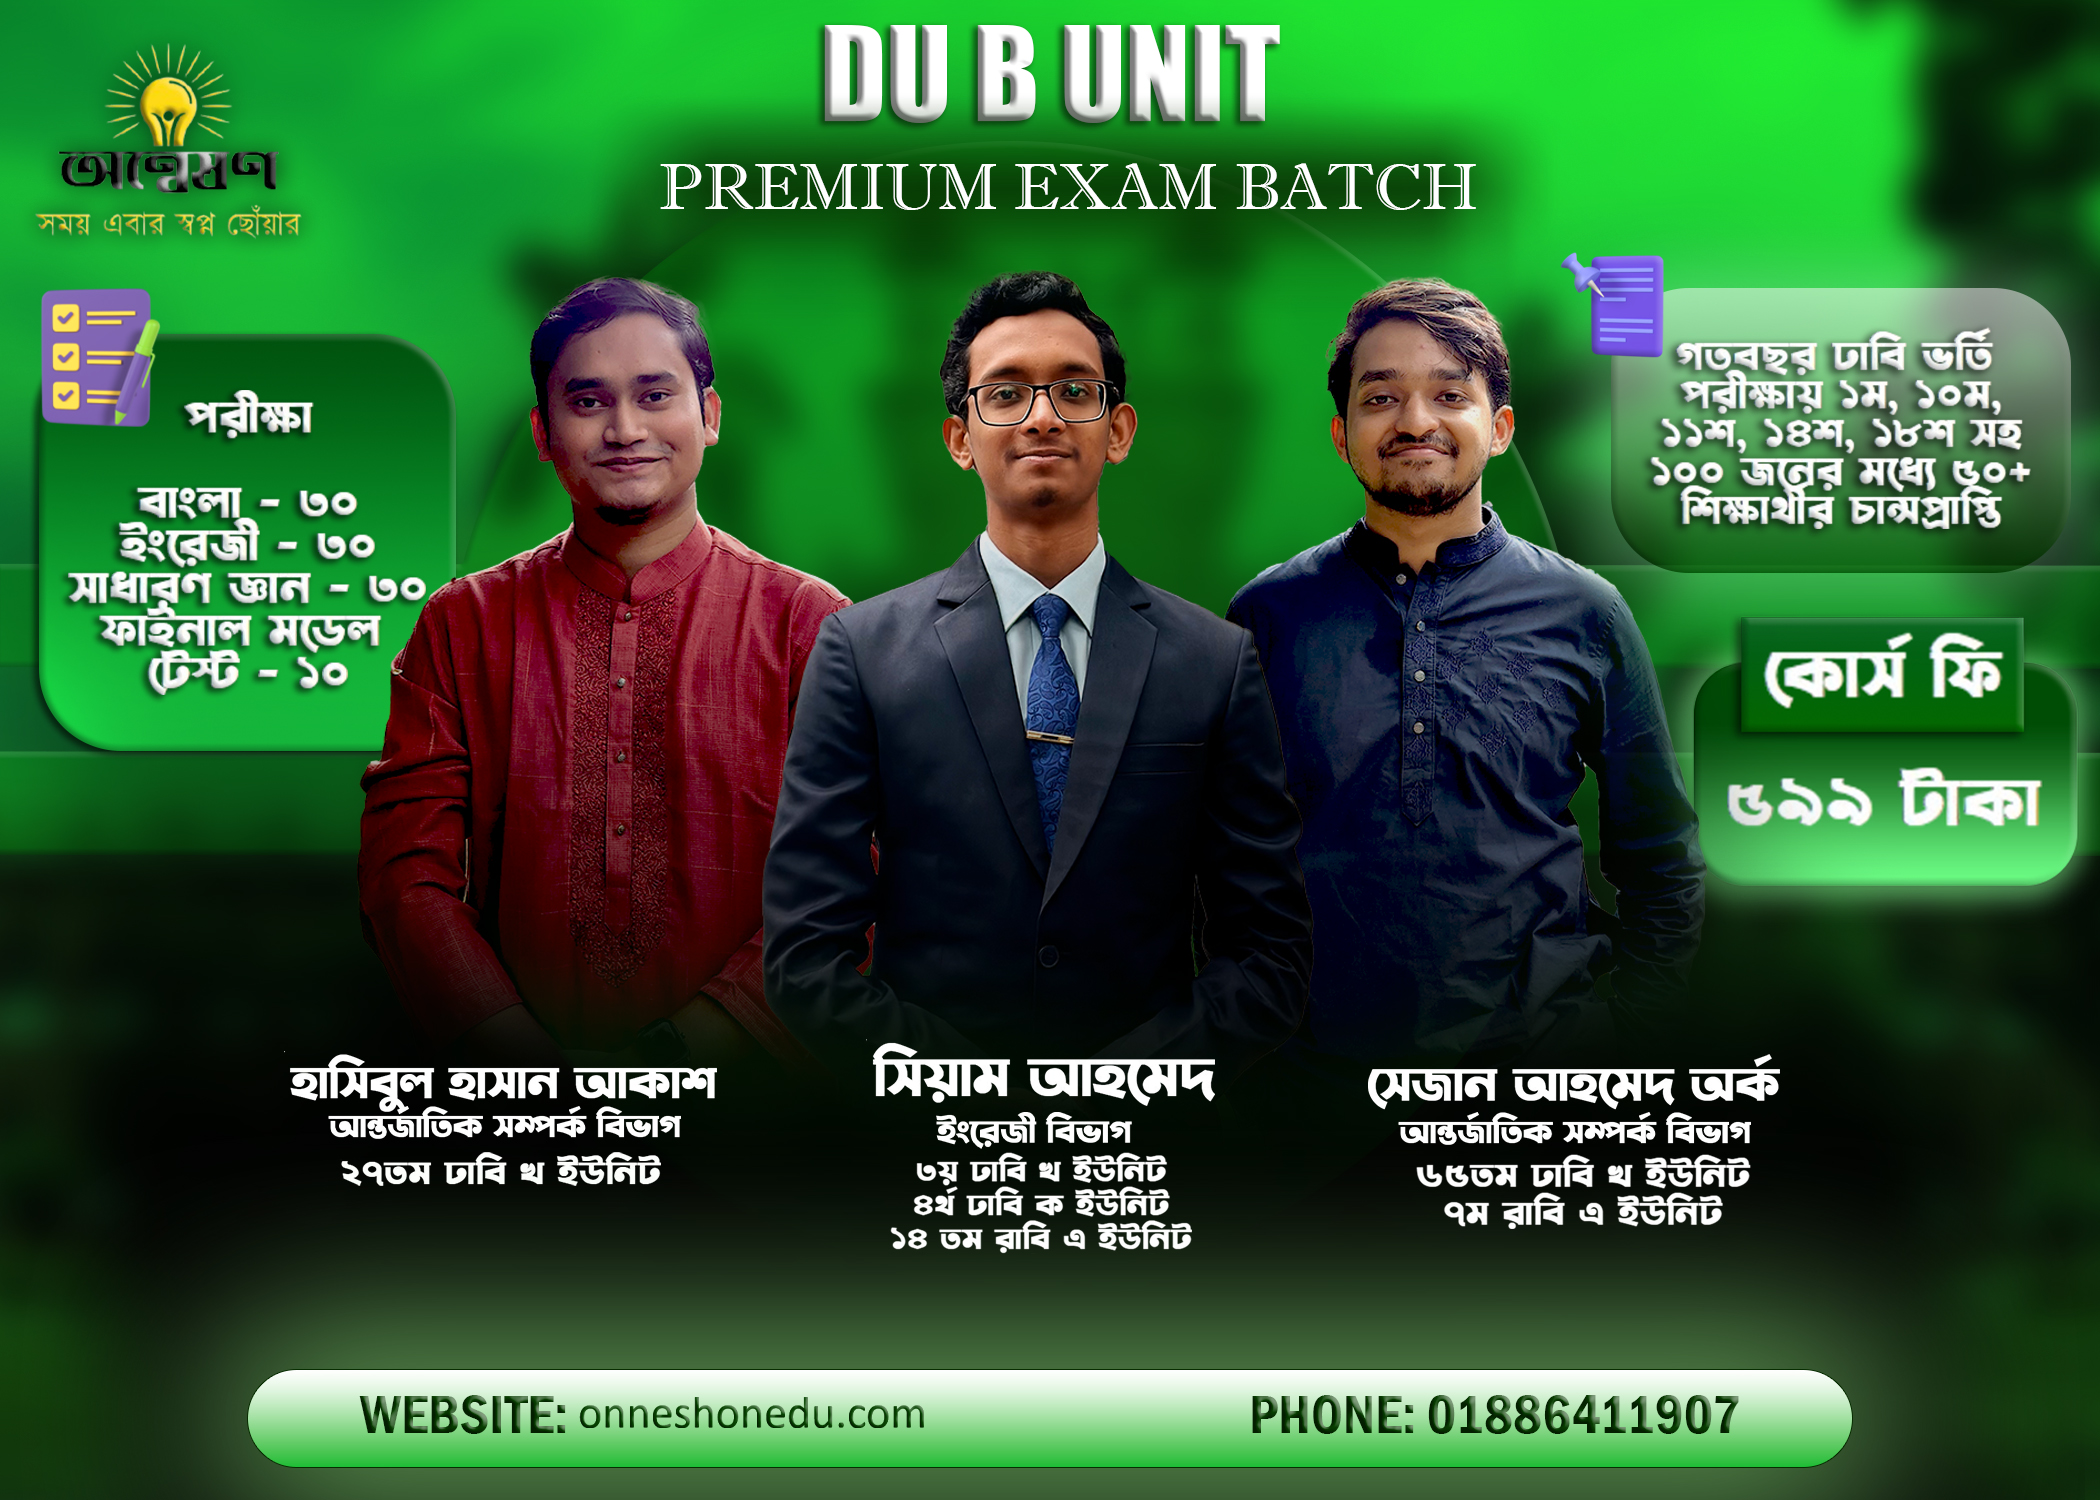 DU B UNIT
PREMIUM EXAM BATCH
অন্বেষণ
সময় এবার স্বপ্ন ছোঁয়ার
পরীক্ষা
বাংলা - ৩০
ইংরেজী - ৩০
সাধারণ জ্ঞান - ৩০
ফাইনাল মডেল
টেস্ট - ১০
গতবছর ঢাবি ভর্তি
পরীক্ষায় ১ম, ১০ম,
১১শ, ১৪শ, ১৮শ সহ
১০০ জনের মধ্যে ৫০+
শিক্ষার্থীর চান্সপ্রাপ্তি
কোর্স ফি
৫৯৯ টাকা
হাসিবুল হাসান আকাশ
আন্তর্জাতিক সম্পর্ক বিভাগ
২৭তম ঢাবি খ ইউনিট
সিয়াম আহমেদ
ইংরেজী বিভাগ
৩য় ঢাবি খ ইউনিট
৪র্থ ঢাবি ক ইউনিট
১৪ তম রাবি এ ইউনিট
সেজান আহমেদ অর্ক
আন্তর্জাতিক সম্পর্ক বিভাগ
৬৫তম ঢাবি খ ইউনিট
৭ম রাবি এ ইউনিট
WEBSITE: onneshonedu.com
PHONE: 01886411907